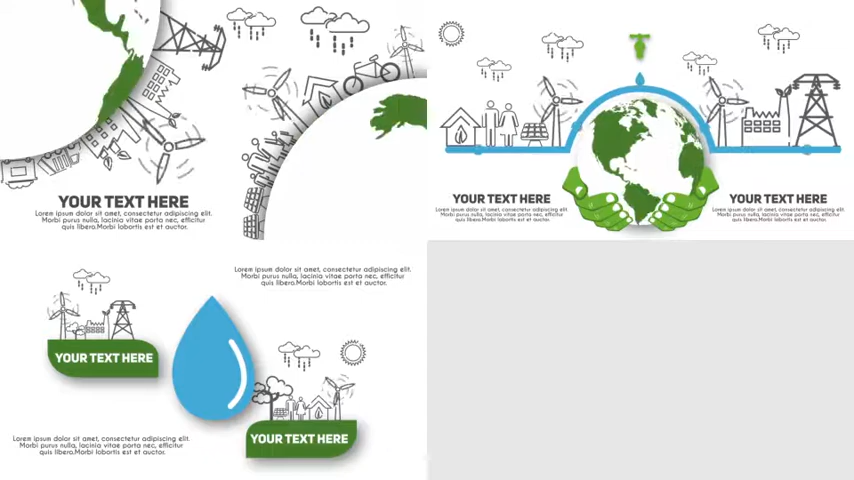 YOUR TEXT HERE
Lorem ipsum dolor sit amet, consectetur adipiscing elit.
Morbi purus nulla, lacinia vitae parta nec, efficitur
quis libero.Morbi lobortis est et auctor.
YOUR TEXT HERE
Lorem ipsum dolor sit amet, consectetur adipiscing elit.
Morbi purus nulla, lacinia vitae parta nec, efficitur
quis libero.Morbi lobortis est et auctor.
YOUR TEXT HERE
Lorem ipsum dolor sit amet, consectetur adipiscing elit.
Morbi purus nulla, lacinia vitae parta nec, efficitur
quis libero.Morbi lobortis est et auctor.
Lorem ipsum dolor sit amet, consectetur adipiscing elit.
Morbi purus nulla, lacinia vitae parta nec, efficitur
quis libero.Morbi lobortis est et auctor.
YOUR TEXT HERE
YOUR TEXT HERE
Lorem ipsum dolor sit amet, consectetur adipiscing elit.
Morbi purus nulla, lacinia vitae parta nec, efficitur
quis libero.Morbi lobortis est et auctor.